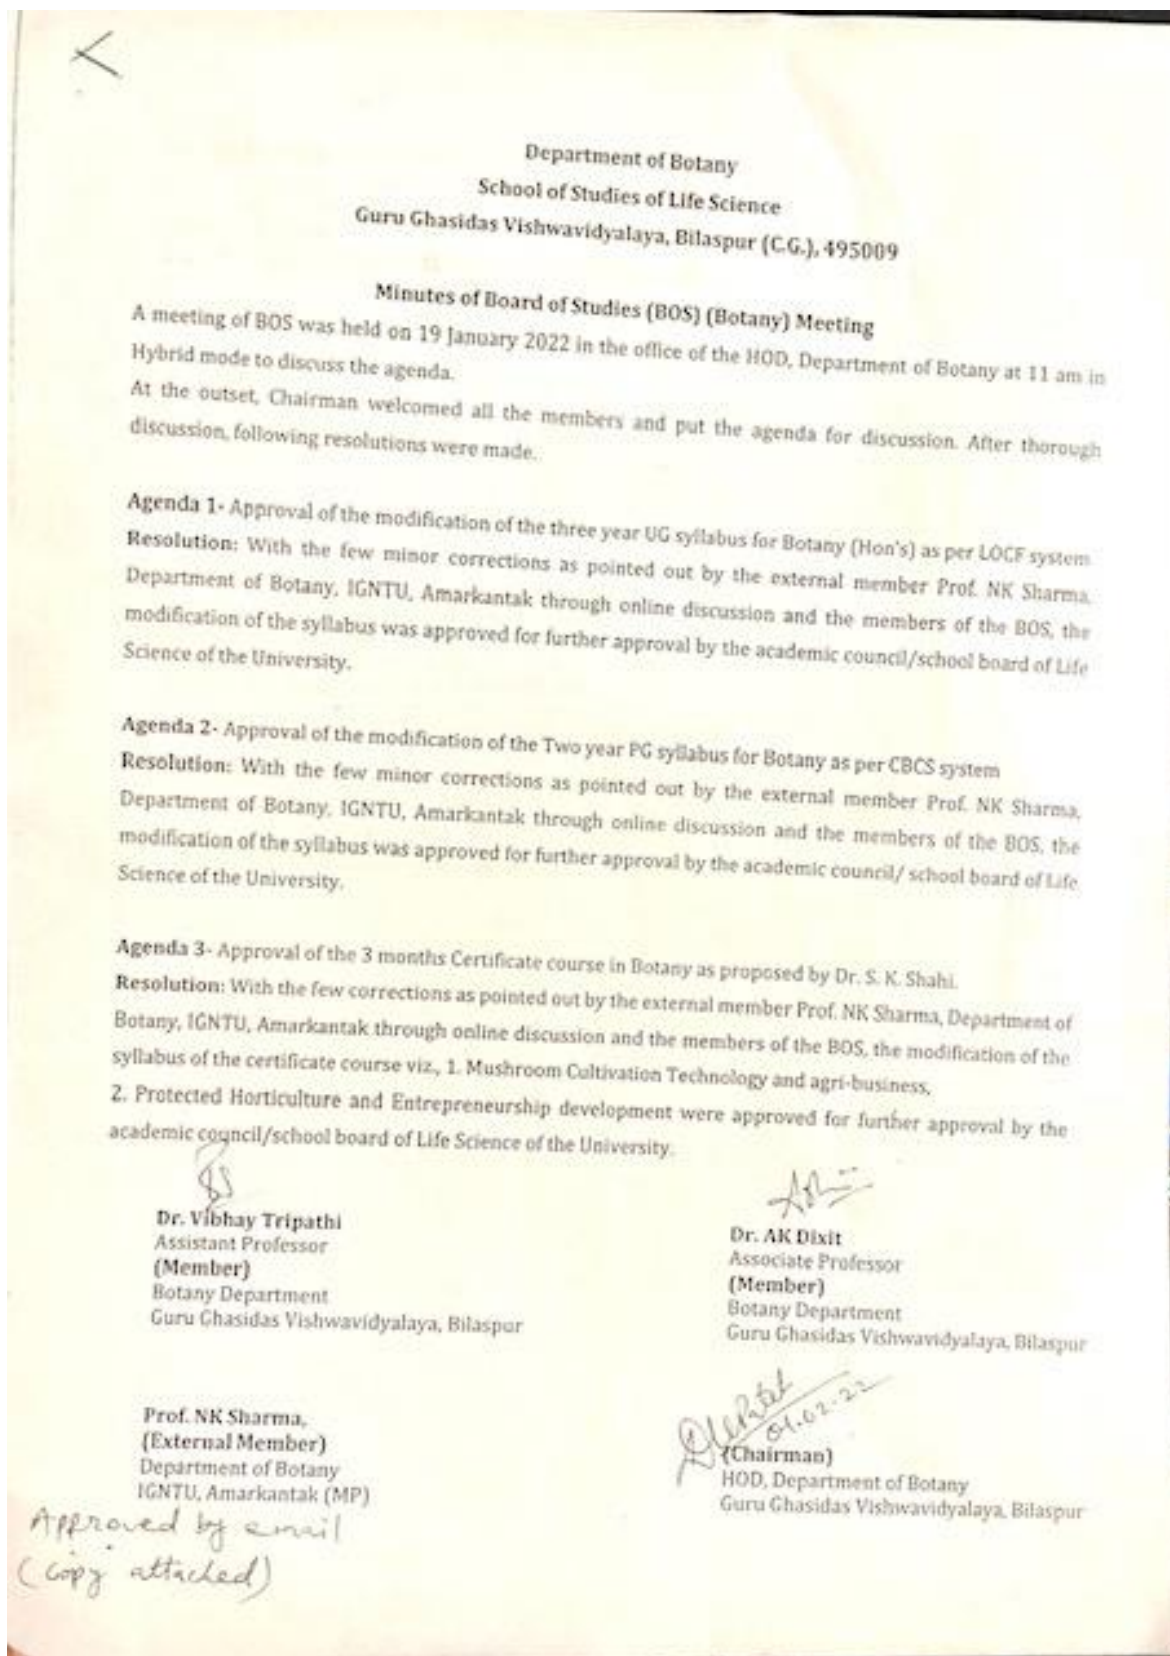 Department of Botany
School of Studies of Life Science
Guru Ghasidas Vishwavidyalaya, Bilaspur (C.G.), 495009
Minutes of Board of Studies (BOS) (Botany) Meeting
A meeting of BOS was held on 19 January 2022 in the office of the HOD, Department of Botany at 11 am in
Hybrid mode to discuss the agenda.
At the outset, Chairman welcomed all the members and put the agenda for discussion. After thorough
discussion, following resolutions were made.
Agenda 1- Approval of the modification of the three year UG syllabus for Botany (Hon's) as per LOCF system
Resolution: With the few minor corrections as pointed out by the external member Prof. NK Sharma,
Department of Botany, IGNTU, Amarkantak through online discussion and the members of the BOS, the
modification of the syllabus was approved for further approval by the academic council/school board of Life
Science of the University.
Agenda 2- Approval of the modification of the Two year PG syllabus for Botany as per CBCS system
Resolution: With the few minor corrections as pointed out by the external member Prof. NK Sharma,
Department of Botany, IGNTU, Amarkantak through online discussion and the members of the BOS, the
modification of the syllabus was approved for further approval by the academic council/ school board of Life
Science of the University.
Agenda 3- Approval of the 3 months Certificate course in Botany as proposed by Dr. S. K. Shahi.
Resolution: With the few corrections as pointed out by the external member Prof. NK Sharma, Department of
Botany, IGNTU, Amarkantak through online discussion and the members of the BOS, the modification of the
syllabus of the certificate course viz., 1. Mushroom Cultivation Technology and agri-business,
2. Protected Horticulture and Entrepreneurship development were approved for further approval by the
academic council/school board of Life Science of the University.
Dr. Vibhay Tripathi
Assistant Professor
(Member)
Botany Department
Guru Ghasidas Vishwavidyalaya, Bilaspur
Dr. AK Dixit
Associate Professor
(Member)
Botany Department
Guru Ghasidas Vishwavidyalaya, Bilaspur
Prof. NK Sharma,
(External Member)
Department of Botany
IGNTU, Amarkantak (MP)
Approved by email
(Copy attached)
01.02.22
(Chairman)
HOD, Department of Botany
Guru Ghasidas Vishwavidyalaya, Bilaspur